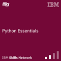 IBM
Python Essentials
IBM Skills Network